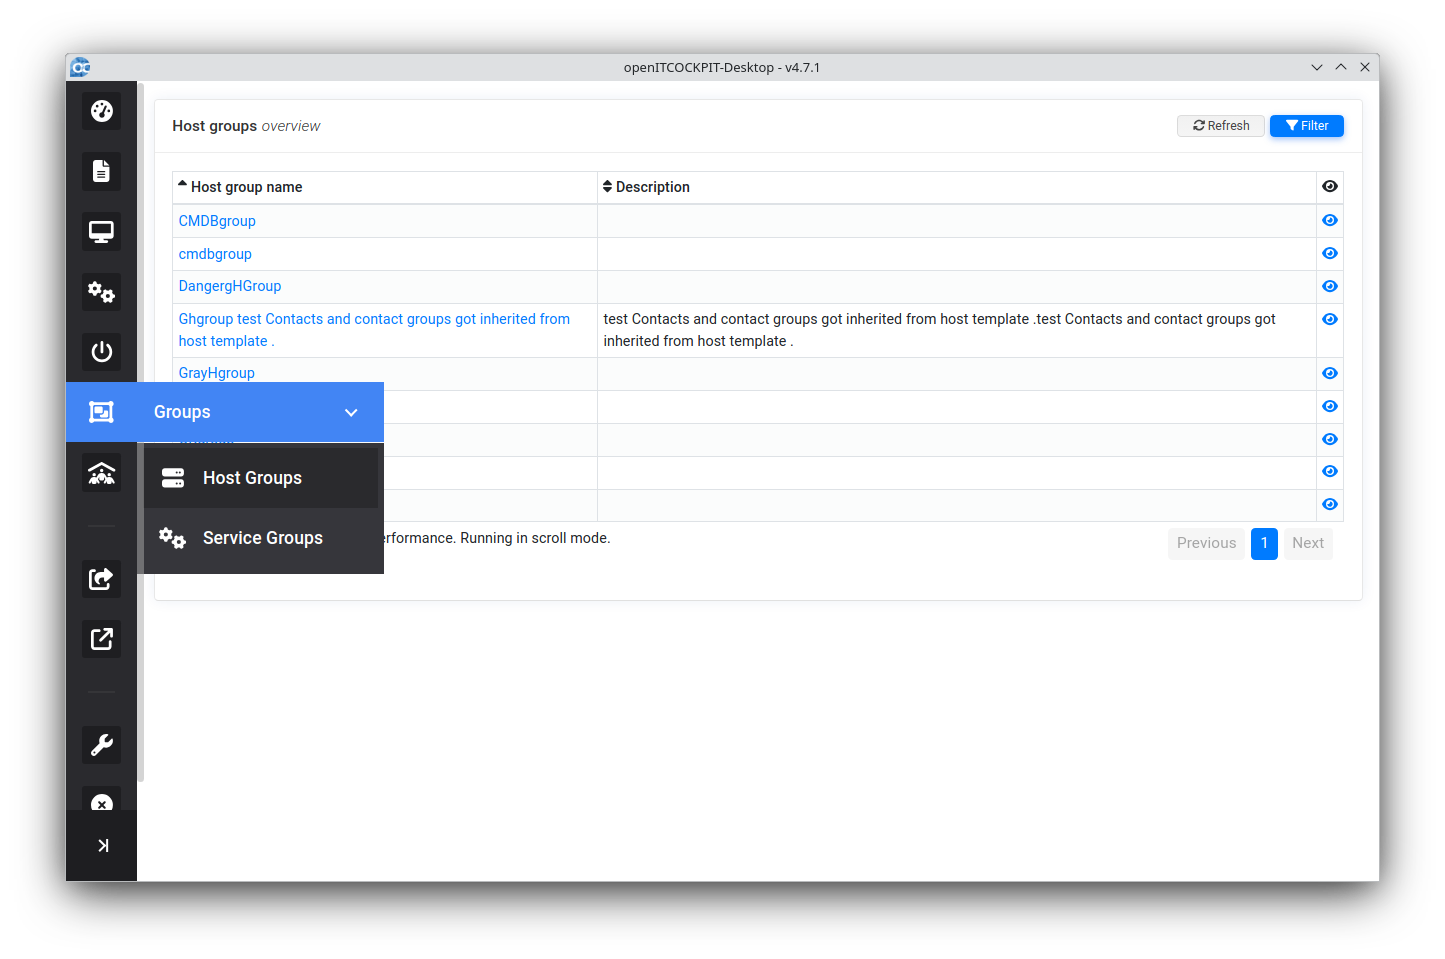 openITCOCKPIT-Desktop - v4.7.1
Host groups overview
Refresh
Filter
Host group name
Description
CMDBgroup
cmdbgroup
DangergHGroup
Ghgroup test Contacts and contact groups got inherited from
host template .
test Contacts and contact groups got inherited from host template .test Contacts and contact groups got
inherited from host template .
GrayHgroup
Groups
Host Groups
Service Groups
erformance. Running in scroll mode.
Previous
1
Next